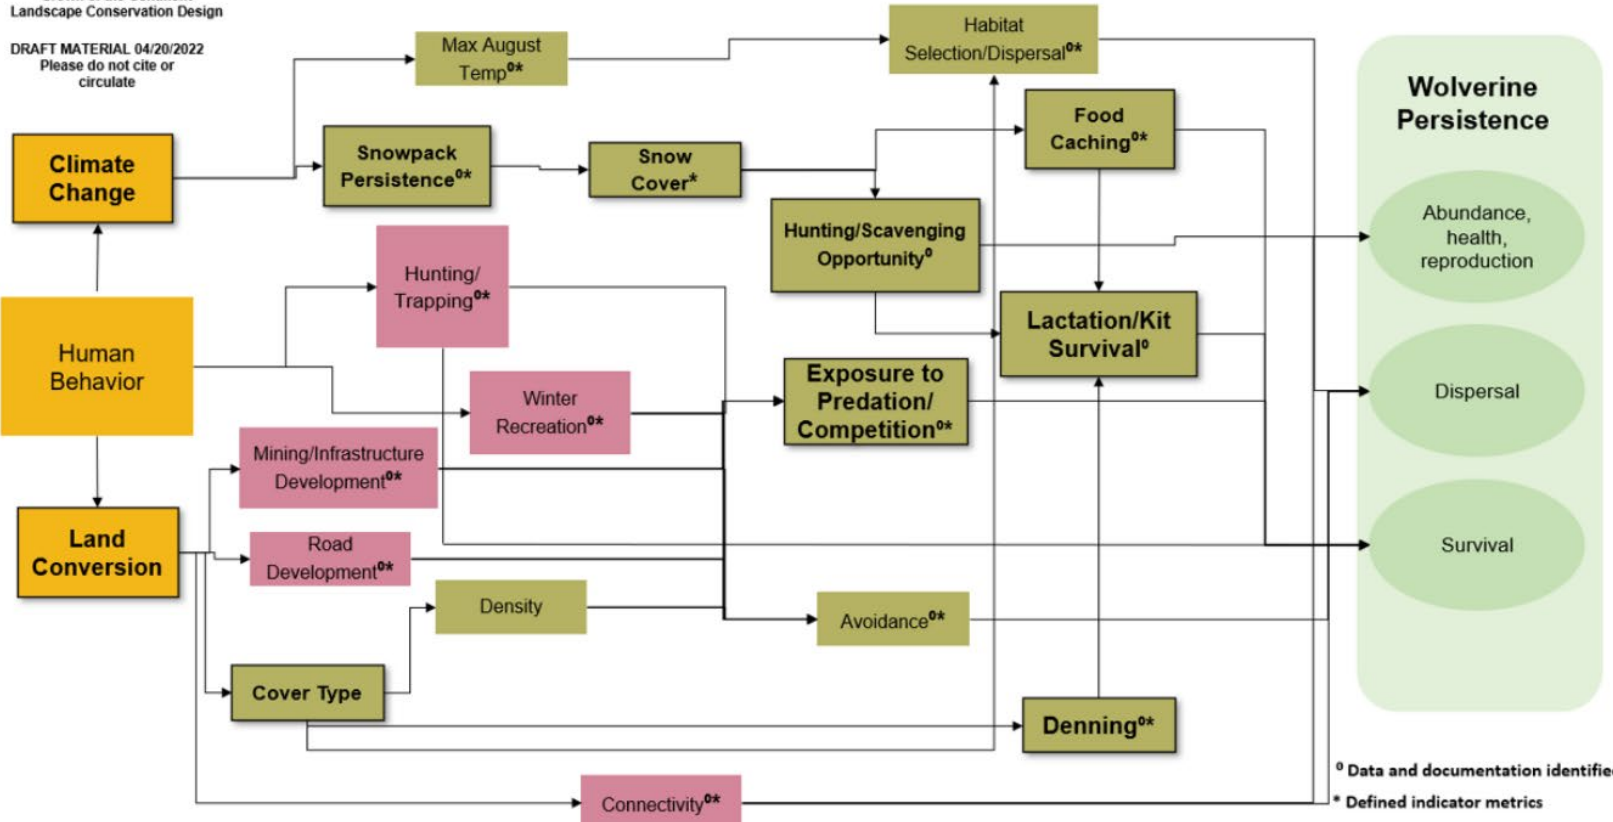 Landscape Conservation Design
DRAFT MATERIAL 04/20/2022
Please do not cite or
circulate
Max August
Temp⁰*
Habitat
Selection/Dispersal⁰*
Wolverine
Persistence
Climate
Change
Snowpack
Persistence⁰*
Snow
Cover*
Food
Caching⁰*
Hunting/Scavenging
Opportunity⁰
Abundance,
health,
reproduction
Hunting/
Trapping⁰*
Human
Behavior
Lactation/Kit
Survival⁰
Winter
Recreation⁰*
Exposure to
Predation/
Competition⁰*
Dispersal
Mining/Infrastructure
Development⁰*
Land
Conversion
Road
Development⁰*
Survival
Density
Avoidance⁰*
Cover Type
Denning⁰*
Connectivity⁰*
⁰ Data and documentation identified
* Defined indicator metrics